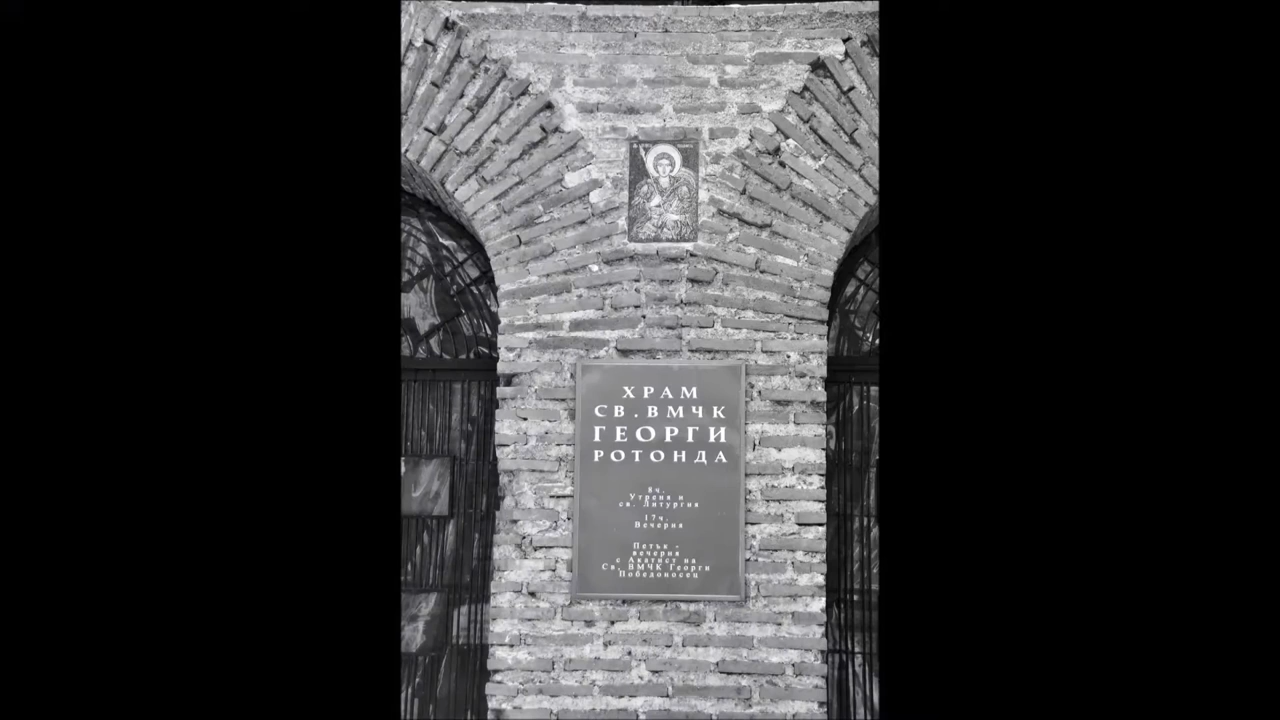 ХРАМ
СВ. ВМЧК
ГЕОРГИ
РОТОНДА
8ч.
Утреня и
св. Литургия
17ч.
Вечерня
Петък -
вечерня
с Акатист на
Св. ВМЧК Георги
Победоносец